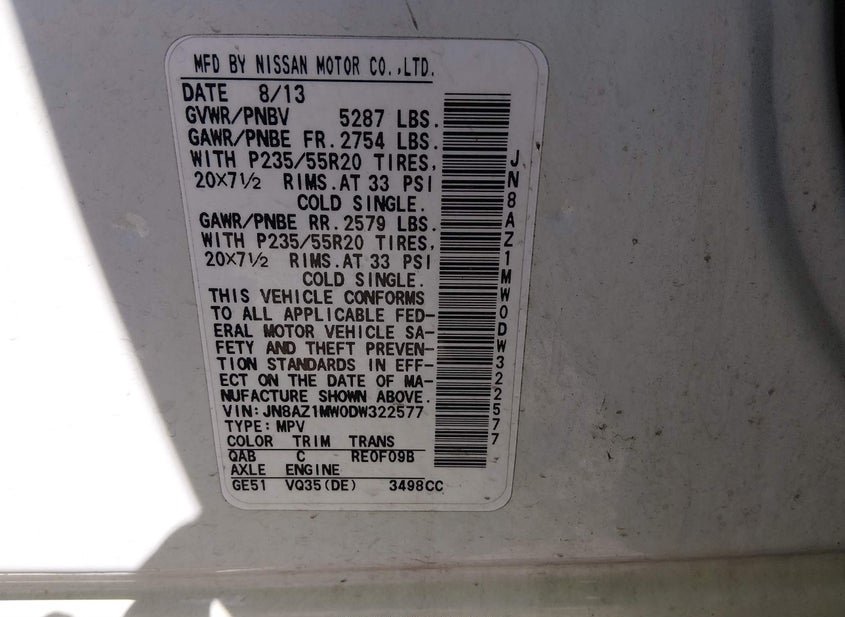 MFD BY NISSAN MOTOR CO.,LTD.
DATE 8/13
GVWR/PNBV 5287 LBS.
GAWR/PNBE FR.2754 LBS.
WITH P235/55R20 TIRES,
20×7½ RIMS.AT 33 PSI
COLD SINGLE.
GAWR/PNBE RR.2579 LBS.
WITH P235/55R20 TIRES,
20×7½ RIMS.AT 33 PSI
COLD SINGLE.
THIS VEHICLE CONFORMS
TO ALL APPLICABLE FED-
ERAL MOTOR VEHICLE SA-
FETY AND THEFT PREVEN-
TION STANDARDS IN EFF-
ECT ON THE DATE OF MA-
NUFACTURE SHOWN ABOVE.
VIN:JN8AZ1MW0DW322577
TYPE:MPV
COLOR TRIM TRANS
QAB C RE0F09B
AXLE ENGINE
GE51 VQ35(DE) 3498CC
JN8AZ1MW0DW322577